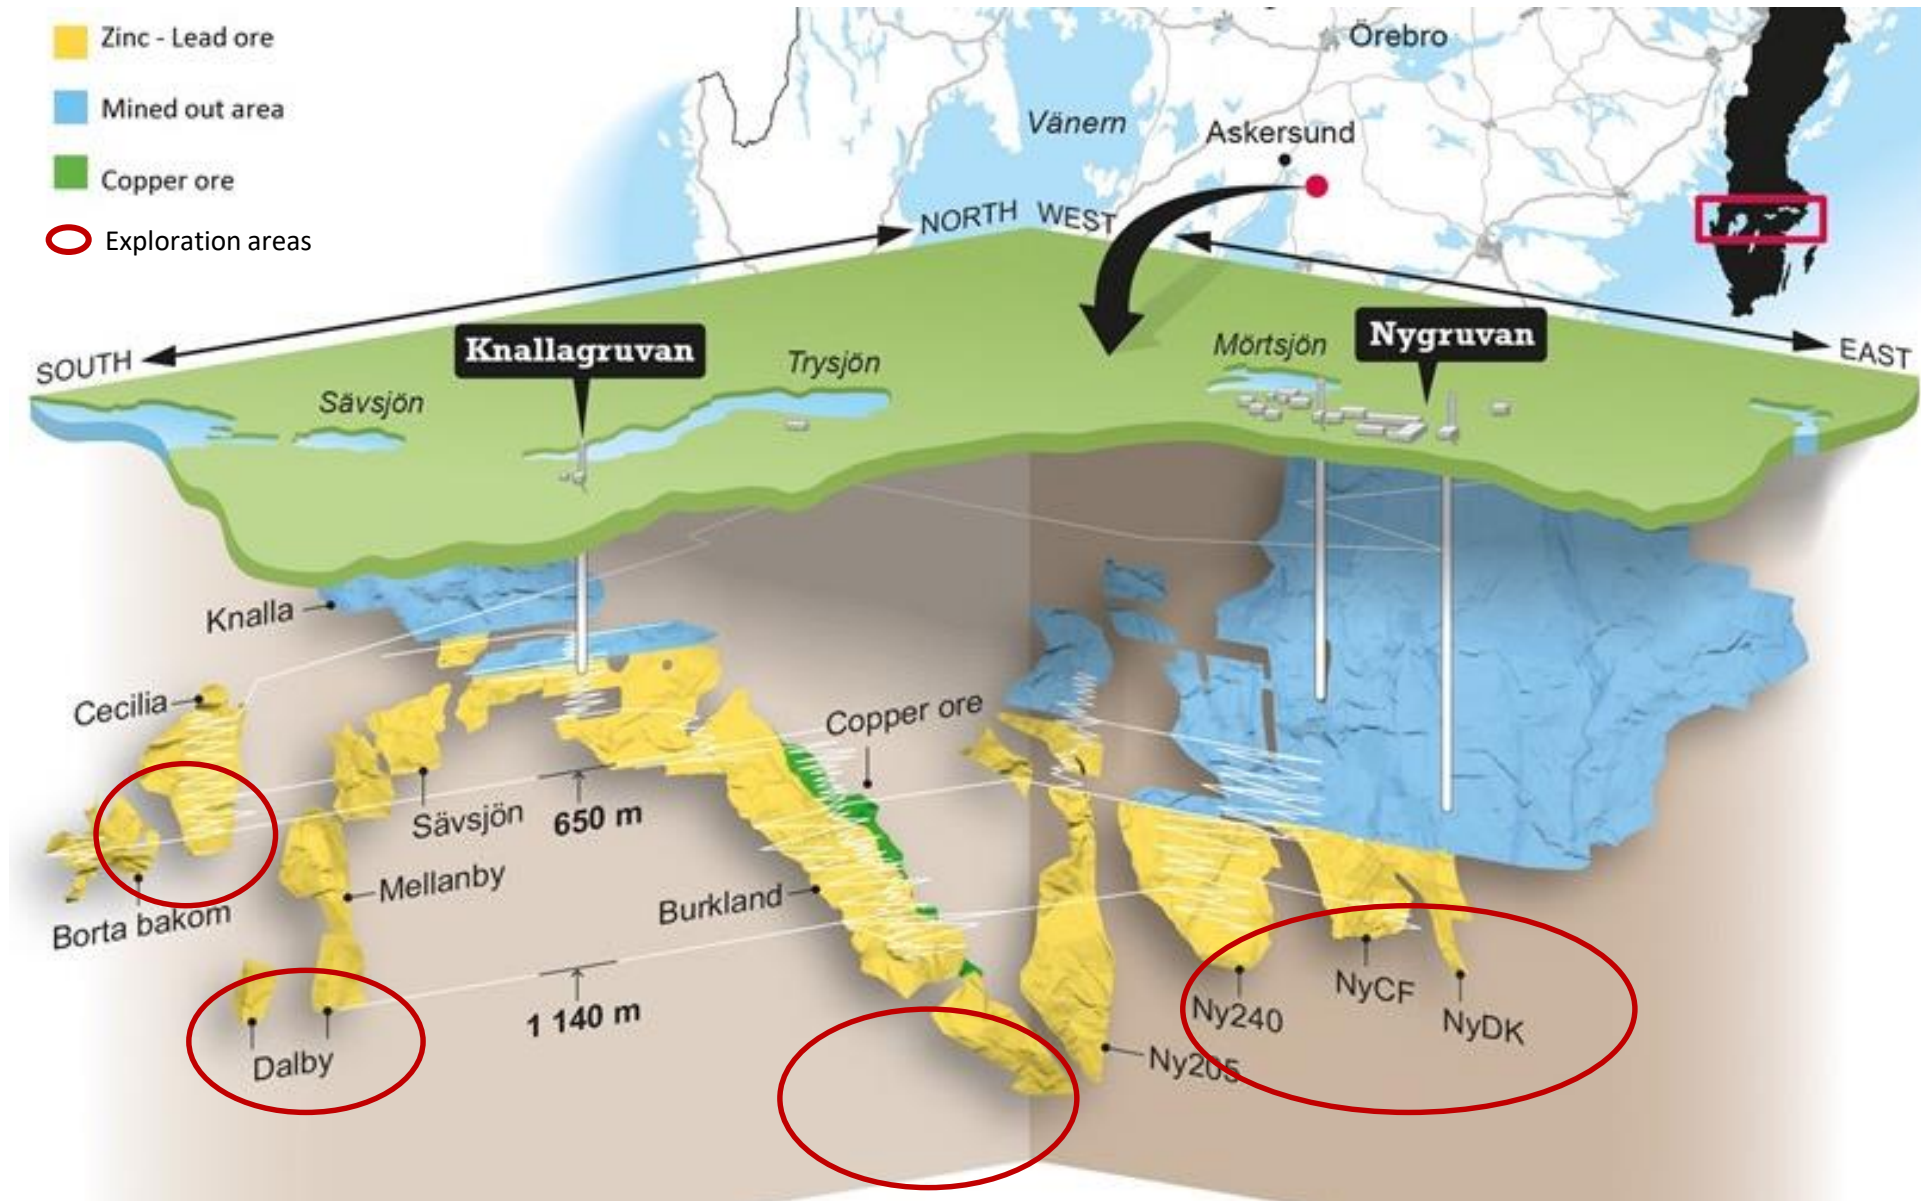 Zinc - Lead ore
Mined out area
Copper ore
Exploration areas
Örebro
Vänern
Askersund
NORTH
WEST
SOUTH
EAST
Knallagruvan
Nygruvan
Sävsjön
Trysjön
Mörtsjön
Knalla
Cecilia
Copper ore
Sävsjön
650 m
Mellanby
Burkland
Borta bakom
1 140 m
Dalby
Ny240
NyCF
NyDK
Ny205